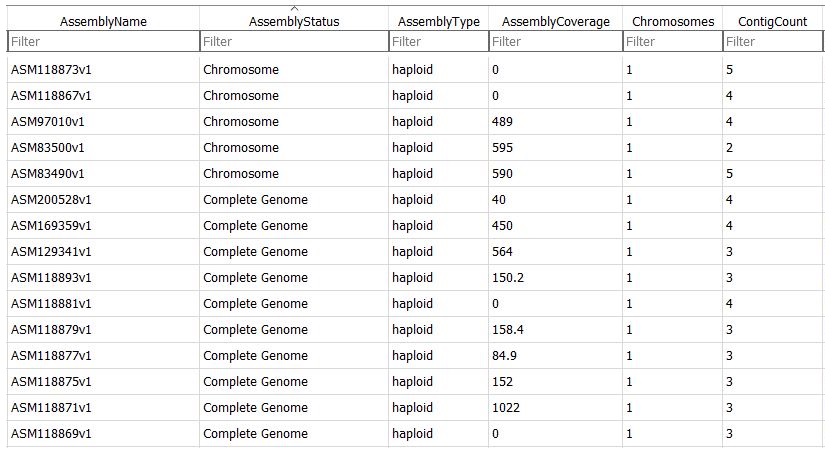 AssemblyName AssemblyStatus AssemblyType AssemblyCoverage Chromosomes ContigCount
Filter Filter Filter Filter Filter Filter
ASM118873v1 Chromosome haploid 0 1 5
ASM118867v1 Chromosome haploid 0 1 4
ASM97010v1 Chromosome haploid 489 1 4
ASM83500v1 Chromosome haploid 595 1 2
ASM83490v1 Chromosome haploid 590 1 5
ASM200528v1 Complete Genome haploid 40 1 4
ASM169359v1 Complete Genome haploid 450 1 4
ASM129341v1 Complete Genome haploid 564 1 3
ASM118893v1 Complete Genome haploid 150.2 1 3
ASM118881v1 Complete Genome haploid 0 1 4
ASM118879v1 Complete Genome haploid 158.4 1 3
ASM118877v1 Complete Genome haploid 84.9 1 3
ASM118875v1 Complete Genome haploid 152 1 3
ASM118871v1 Complete Genome haploid 1022 1 3
ASM118869v1 Complete Genome haploid 0 1 3